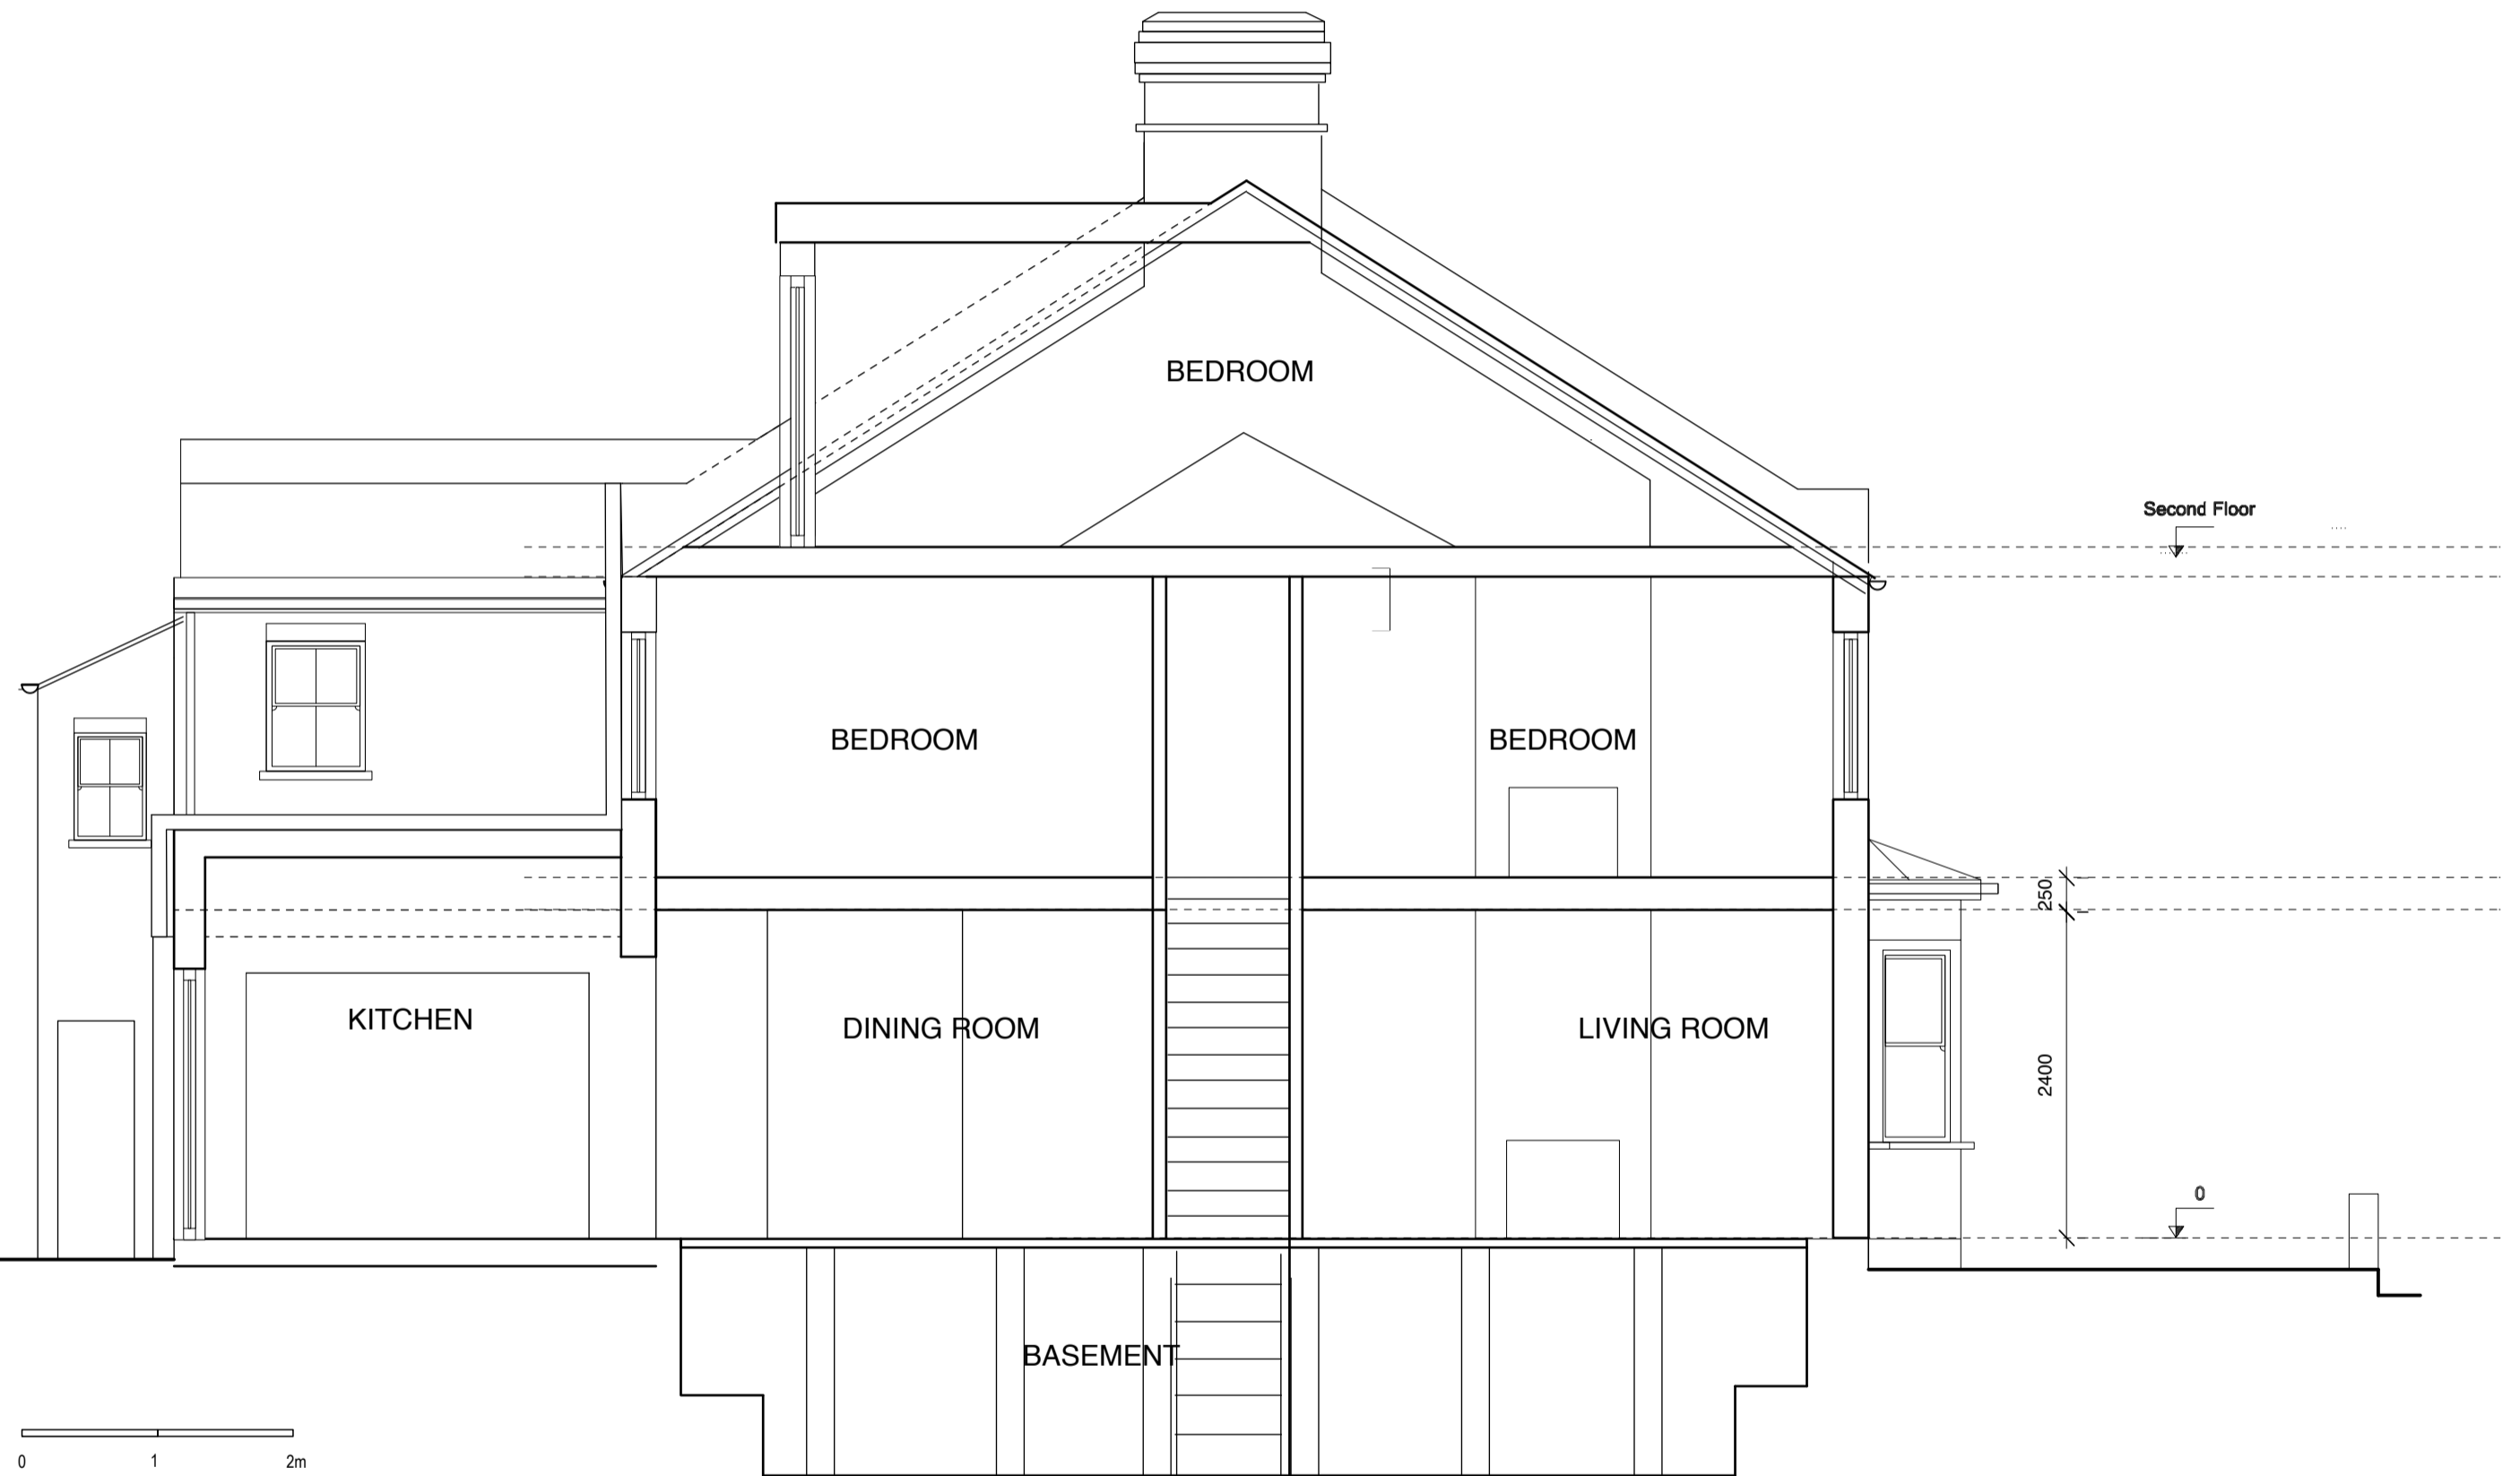 BEDROOM
Second Floor
BEDROOM
BEDROOM
250
KITCHEN
DINING ROOM
LIVING ROOM
2400
0
BASEMENT
0
1
2m